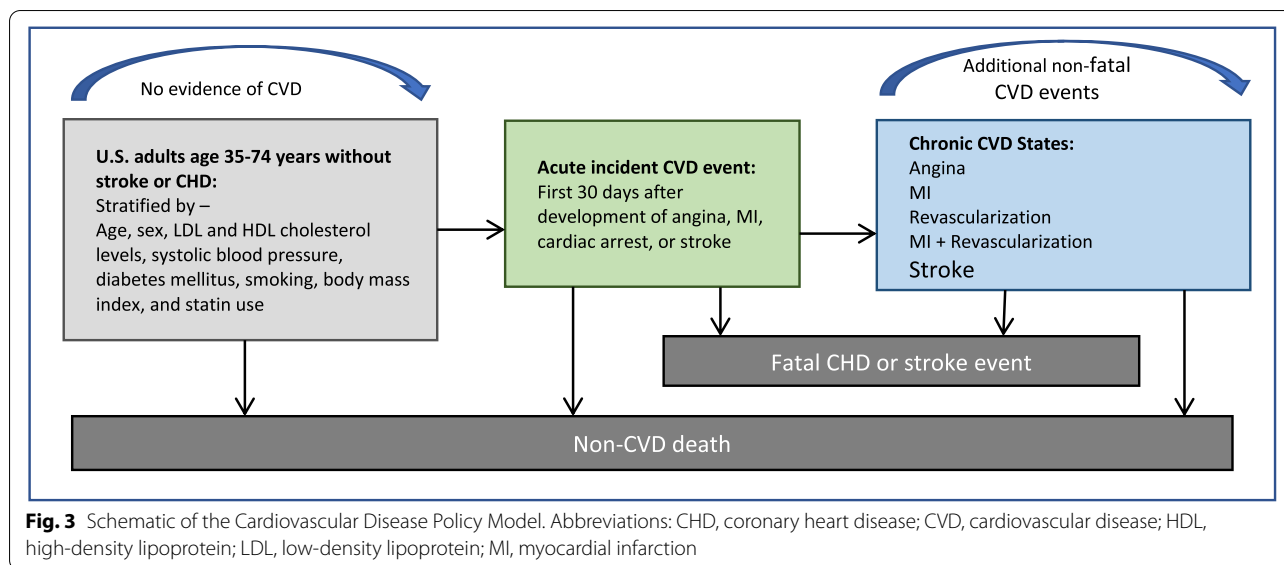 No evidence of CVD
Additional non-fatal
CVD events
U.S. adults age 35-74 years without
stroke or CHD:
Stratified by –
Age, sex, LDL and HDL cholesterol
levels, systolic blood pressure,
diabetes mellitus, smoking, body mass
index, and statin use
Acute incident CVD event:
First 30 days after
development of angina, MI,
cardiac arrest, or stroke
Chronic CVD States:
Angina
MI
Revascularization
MI + Revascularization
Stroke
Fatal CHD or stroke event
Non-CVD death
Fig. 3 Schematic of the Cardiovascular Disease Policy Model. Abbreviations: CHD, coronary heart disease; CVD, cardiovascular disease; HDL,
high-density lipoprotein; LDL, low-density lipoprotein; MI, myocardial infarction